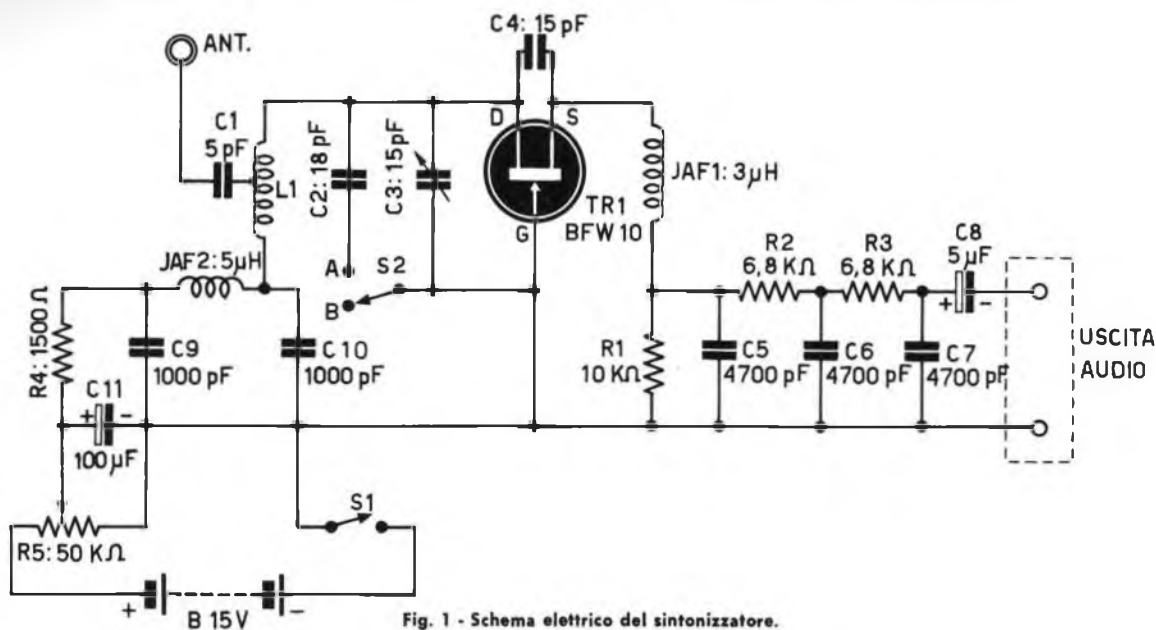 ANT.
C1
5 pF
L1
C2: 18 pF
C3: 15pF
C4: 15 pF
D
S
G
TR1
BFW 10
JAF1: 3µH
JAF2: 5µH
A
B
S2
R4: 1500 Ω
C9
1000 pF
C10
1000 pF
R1
10 KΩ
R2
6,8 KΩ
R3
6,8 KΩ
C8
5 µF
+ -
C5
4700 pF
C6
4700 pF
C7
4700 pF
USCITA
AUDIO
C11
+ -
100 µF
R5: 50 KΩ
S1
+ -
B 15 V
Fig. 1 - Schema elettrico del sintonizzatore.